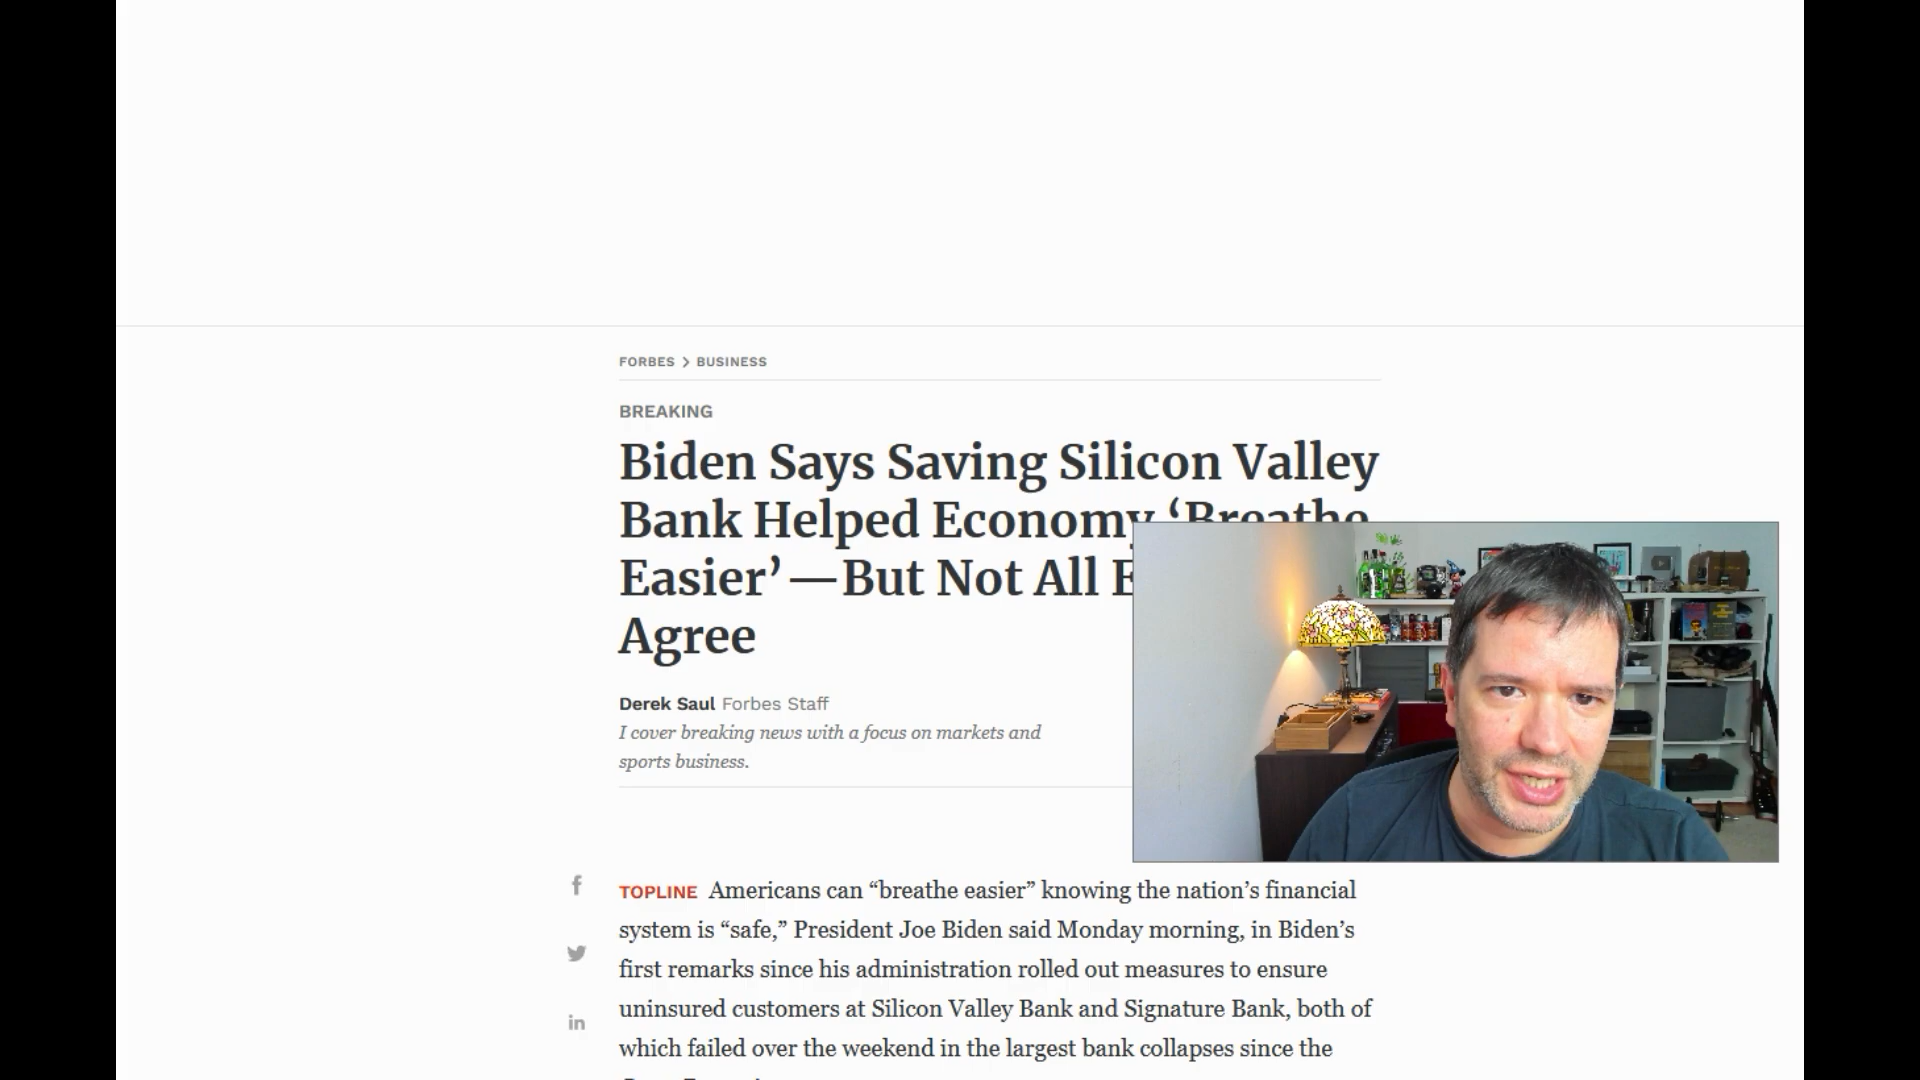 FORBES > BUSINESS
BREAKING
Biden Says Saving Silicon Valley
Bank Helped Economy ‘Breathe
Easier’—But Not All
Agree
Derek Saul Forbes Staff
I cover breaking news with a focus on markets and
sports business.
TOPLINE Americans can “breathe easier” knowing the nation’s financial
system is “safe,” President Joe Biden said Monday morning, in Biden’s
first remarks since his administration rolled out measures to ensure
uninsured customers at Silicon Valley Bank and Signature Bank, both of
which failed over the weekend in the largest bank collapses since the